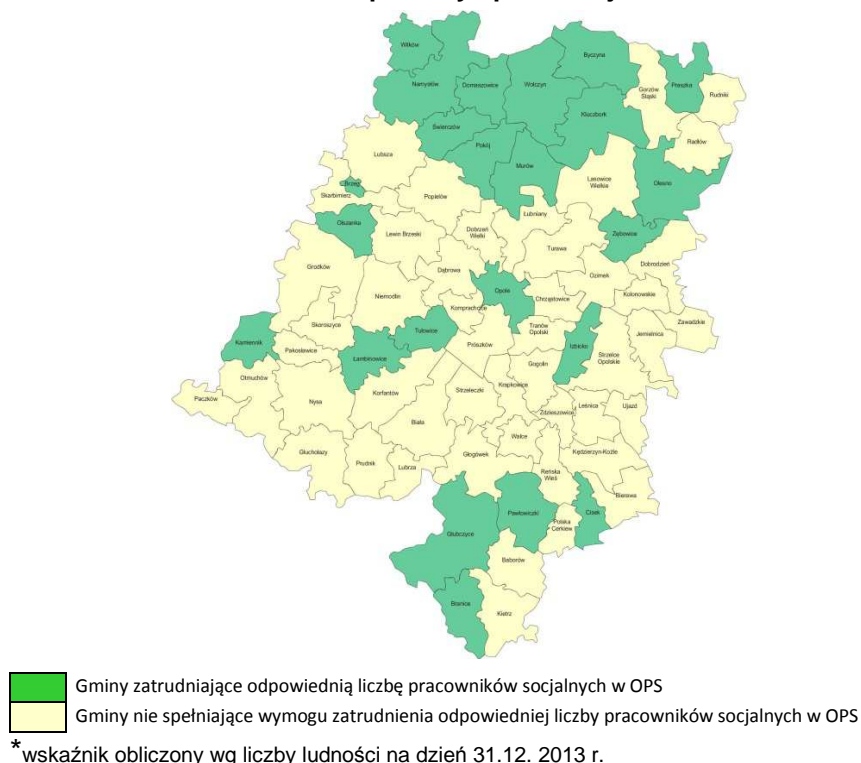 Wilków
Byczyna
Namysłów
Domaszowice
Wołczyn
Gorzów
Śląski
Praszka
Rudniki
Kluczbork
Świerczów
Pokój
Radłów
Lubsza
Murów
Lasowice
Wielkie
Olesno
Brzeg
Skarbimierz
Popielów
Łubniany
Olszanka
Lewin Brzeski
Dobrzeń
Wielki
Zębowice
Turawa
Dobrodzień
Grodków
Dąbrowa
Ozimek
Niemodlin
Opole
Kolonowskie
Komprachcice
Chrząstowice
Skoroszyce
Tułowice
Tarnów
Opolski
Jemielnica
Zawadzkie
Kamiennik
Pakosławice
Łambinowice
Prószków
Izbicko
Strzelce
Opolskie
Gogolin
Otmuchów
Paczków
Nysa
Korfantów
Strzeleczki
Krapkowice
Zdzieszowice
Leśnica
Ujazd
Biała
Walce
Głuchołazy
Prudnik
Lubrza
Głogówek
Kędzierzyn-Koźle
Reńska
Wieś
Bierawa
Pawłowiczki
Cisek
Polska
Cerkiew
Głubczyce
Baborów
Branice
Kietrz
Gminy zatrudniające odpowiednią liczbę pracowników socjalnych w OPS
Gminy nie spełniające wymogu zatrudnienia odpowiedniej liczby pracowników socjalnych w OPS
*wskaźnik obliczony wg liczby ludności na dzień 31.12. 2013 r.